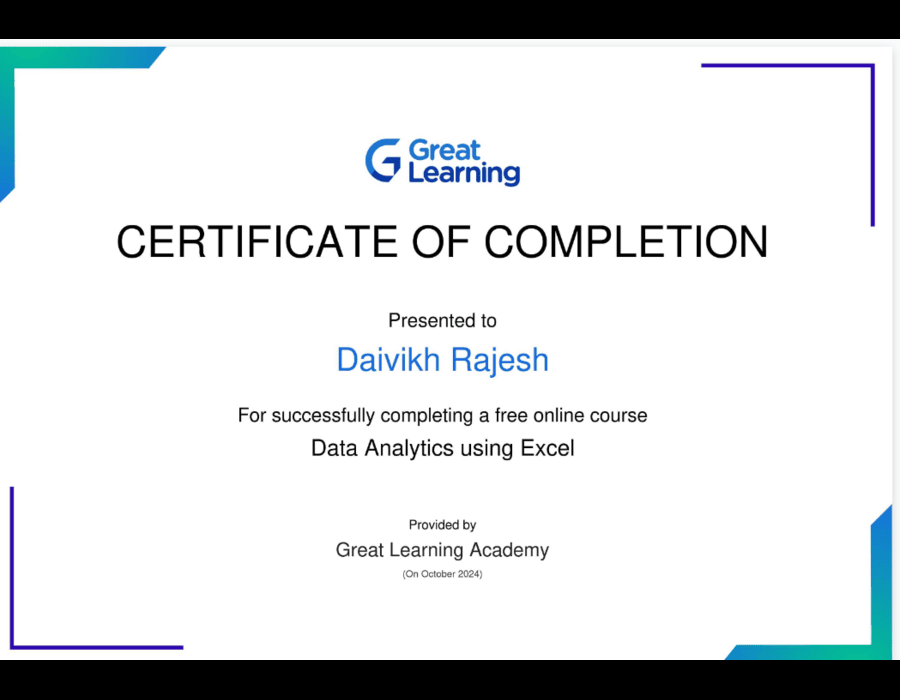 Great
Learning
CERTIFICATE OF COMPLETION
Presented to
Daivikh Rajesh
For successfully completing a free online course
Data Analytics using Excel
Provided by
Great Learning Academy
(On October 2024)